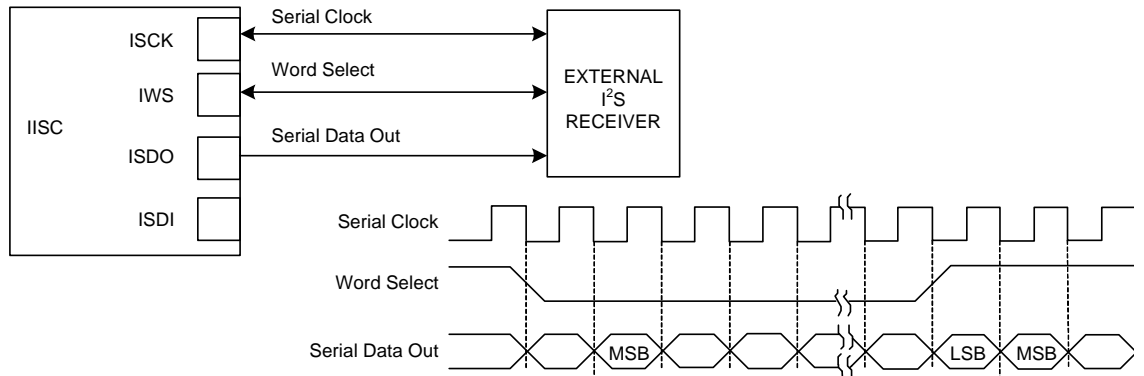 Serial Clock
ISCK
Word Select
IWS
EXTERNAL
I²S
RECEIVER
IISC
Serial Data Out
ISDO
ISDI
Serial Clock
Word Select
Serial Data Out
MSB
LSB
MSB